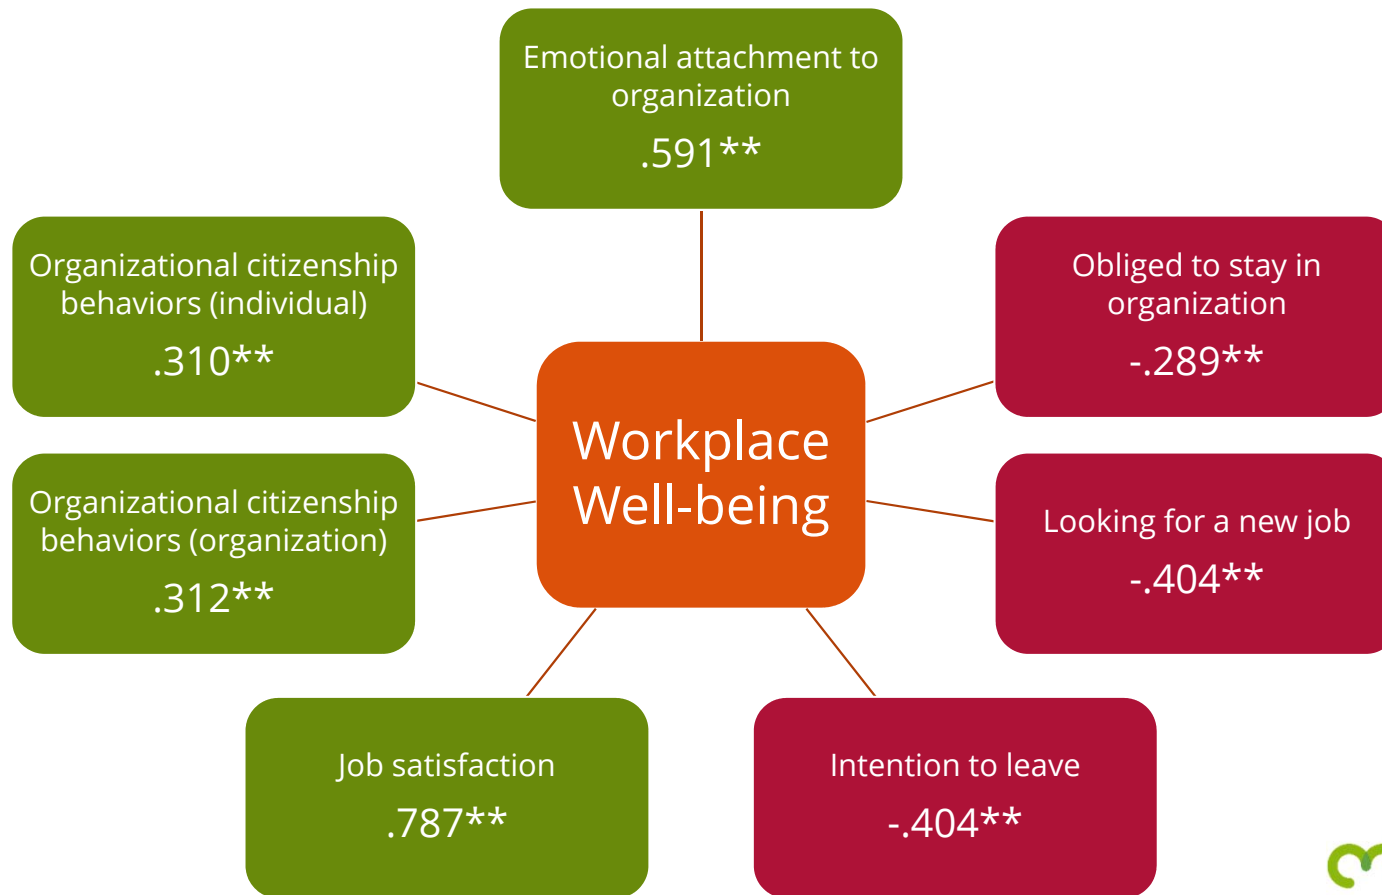 Emotional attachment to
organization
.591**
Organizational citizenship
behaviors (individual)
.310**
Obliged to stay in
organization
-.289**
Workplace
Well-being
Organizational citizenship
behaviors (organization)
.312**
Looking for a new job
-.404**
Job satisfaction
.787**
Intention to leave
-.404**